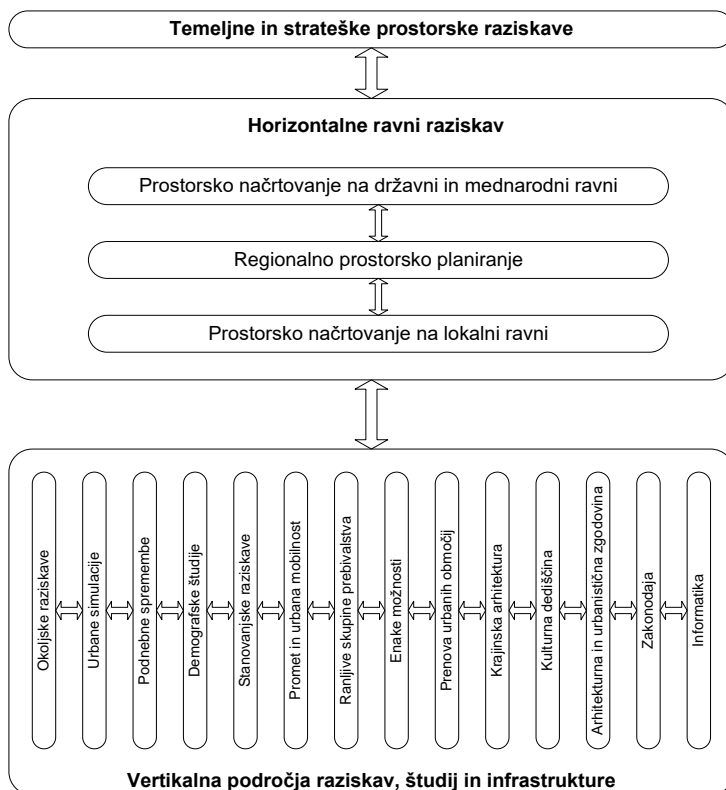 Temeljne in strateške prostorske raziskave
Horizontalne ravni raziskav
Prostorsko načrtovanje na državni in mednarodni ravni
Regionalno prostorsko planiranje
Prostorsko načrtovanje na lokalni ravni
Okoljske raziskave
Urbane simulacije
Podnebne spremembe
Demografske študije
Stanovanjske raziskave
Promet in urbana mobilnost
Ranljive skupine prebivalstva
Enake možnosti
Prenova urbanih območij
Krajinska arhitektura
Kulturna dediščina
Arhitekturna in urbanistična zgodovina
Zakonodaja
Informatika
Vertikalna področja raziskav, študij in infrastrukture